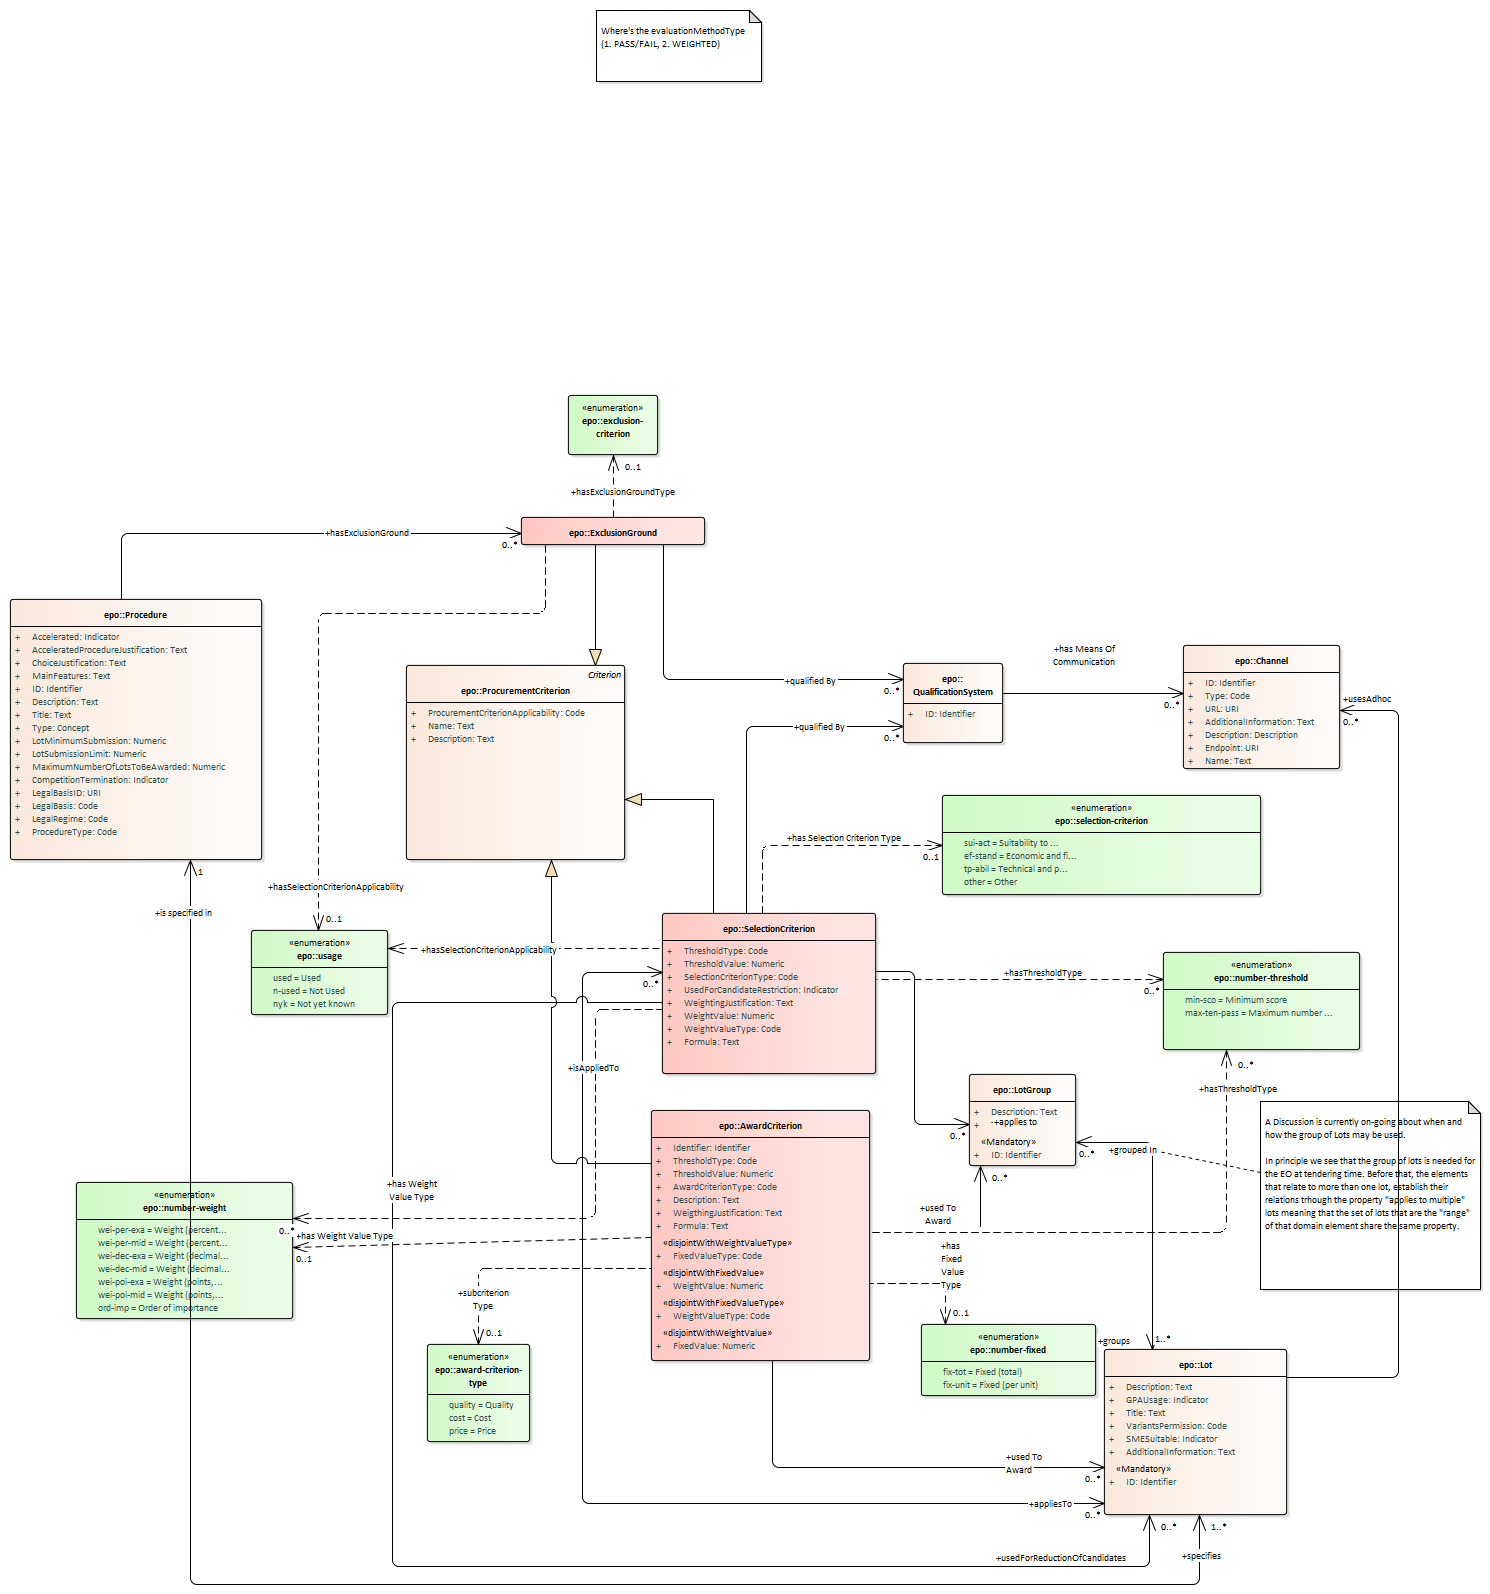 Where's the evaluationMethodType
(1. PASS/FAIL, 2. WEIGHTED)
«enumeration»
epo::exclusion-
criterion
0..1
+hasExclusionGroundType
epo::ExclusionGround
+hasExclusionGround
0..*
epo::Procedure
+ Accelerated: Indicator
+ AcceleratedProcedureJustification: Text
+ ChoiceJustification: Text
+ MainFeatures: Text
+ ID: Identifier
+ Description: Text
+ Title: Text
+ Type: Concept
+ LotMinimumSubmission: Numeric
+ LotSubmissionLimit: Numeric
+ MaximumNumberOfLotsToBeAwarded: Numeric
+ CompetitionTermination: Indicator
+ LegalBasisID: URI
+ LegalBasis: Code
+ LegalRegime: Code
+ ProcedureType: Code
1
+is specified in
Criterion
epo::ProcurementCriterion
+ ProcurementCriterionApplicability: Code
+ Name: Text
+ Description: Text
+qualified By
0..*
+qualified By
0..*
epo::
QualificationSystem
+ ID: Identifier
+has Means Of
Communication
0..*
epo::Channel
+ ID: Identifier
+ Type: Code
+ URL: URI
+ AdditionalInformation: Text
+ Description: Description
+ Endpoint: URI
+ Name: Text
+usesAdhoc
0..*
+has Selection Criterion Type
0..1
«enumeration»
epo::selection-criterion
sui-act = Suitability to ...
ef-stand = Economic and fi...
tp-abil = Technical and p...
other = Other
+hasSelectionCriterionApplicability
0..1
«enumeration»
epo::usage
used = Used
n-used = Not Used
nyk = Not yet known
+hasSelectionCriterionApplicability
epo::SelectionCriterion
+ ThresholdType: Code
+ ThresholdValue: Numeric
+ SelectionCriterionType: Code
+ UsedForCandidateRestriction: Indicator
+ WeightingJustification: Text
+ WeightValue: Numeric
+ WeightValueType: Code
+ Formula: Text
0..*
+isAppliedTo
+hasThresholdType
0..*
«enumeration»
epo::number-threshold
min-sco = Minimum score
max-ten-pass = Maximum number ...
0..*
+hasThresholdType
epo::LotGroup
+ Description: Text
+
+applies to
«Mandatory»
+ ID: Identifier
0..*
0..*
0..*
+grouped In
A Discussion is currently on-going about when and
how the group of Lots may be used.
In principle we see that the group of lots is needed for
the EO at tendering time. Before that, the elements
that relate to more than one lot, establish their
relations trhough the property "applies to multiple"
lots meaning that the set of lots that are the "range"
of that domain element share the same property.
epo::AwardCriterion
+ Identifier: Identifier
+ ThresholdType: Code
+ ThresholdValue: Numeric
+ AwardCriterionType: Code
+ Description: Text
+ WeigthingJustification: Text
+ Formula: Text
«disjointWithWeightValueType»
+ FixedValueType: Code
«disjointWithFixedValue»
+ WeightValue: Numeric
«disjointWithFixedValueType»
+ WeightValueType: Code
«disjointWithWeightValue»
+ FixedValue: Numeric
+used To
Award
+has
Fixed
Value
Type
0..1
+has Weight
Value Type
0..*
+has Weight Value Type
0..1
«enumeration»
epo::number-weight
wei-per-exa = Weight (percent...
wei-per-mid = Weight (percent...
wei-dec-exa = Weight (decimal...
wei-dec-mid = Weight (decimal...
wei-poi-exa = Weight (points,...
wei-poi-mid = Weight (points,...
ord-imp = Order of importance
+subcriterion
Type
0..1
«enumeration»
epo::award-criterion-
type
quality = Quality
cost = Cost
price = Price
«enumeration»
epo::number-fixed
fix-tot = Fixed (total)
fix-unit = Fixed (per unit)
+groups
1..*
epo::Lot
+ Description: Text
+ GPAUsage: Indicator
+ Title: Text
+ VariantsPermission: Code
+ SMESuitable: Indicator
+ AdditionalInformation: Text
«Mandatory»
+ ID: Identifier
+used To
Award
0..*
+appliesTo
0..*
0..*
1..*
+usedForReductionOfCandidates
+specifies